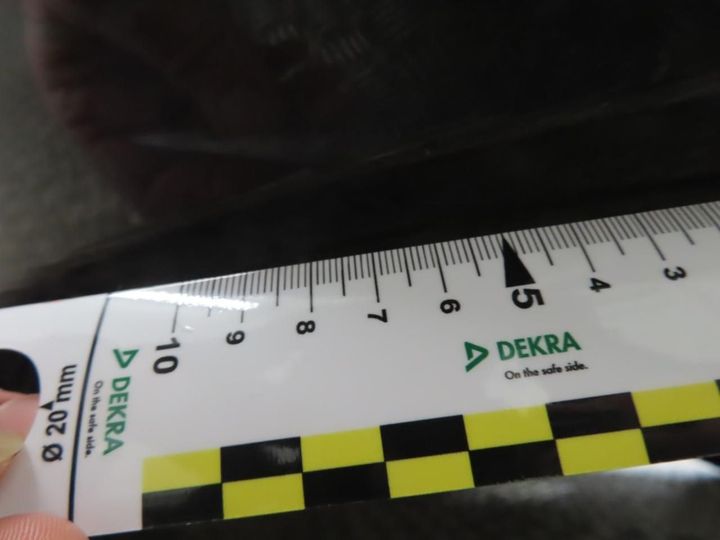 10 9 8 7 6 5 4 3
DEKRA
On the safe side.
DEKRA
On the safe side.
Ø 20 mm